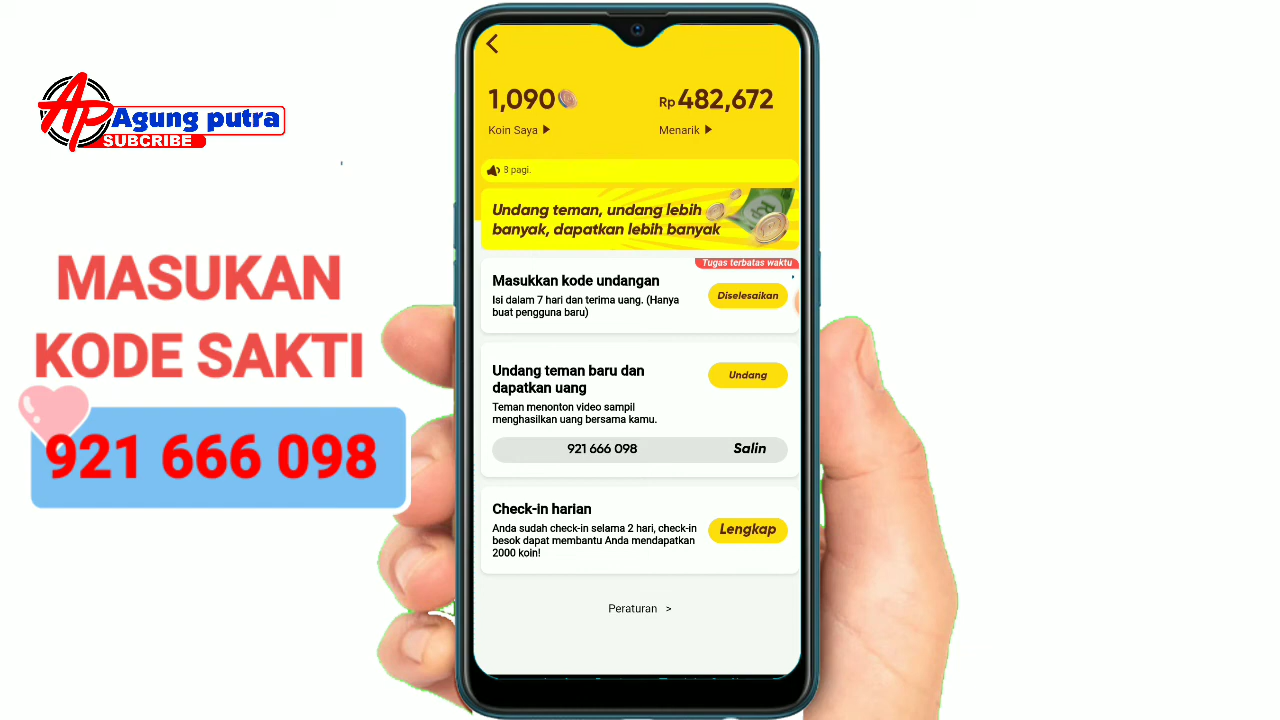 AP Agung putra
SUBCRIBE
MASUKAN
KODE SAKTI
921 666 098
1,090
Koin Saya
Rp 482,672
Menarik
3 pagi.
Undang teman, undang lebih
banyak, dapatkan lebih banyak
Rp
Tugas terbatas waktu
Masukkan kode undangan
Isi dalam 7 hari dan terima uang. (Hanya
buat pengguna baru)
Diselesaikan
Undang teman baru dan
dapatkan uang
Undang
Teman menonton video sampil
menghasilkan uang bersama kamu.
921 666 098 Salin
Check-in harian
Anda sudah check-in selama 2 hari, check-in
besok dapat membantu Anda mendapatkan
2000 koin!
Lengkap
Peraturan >